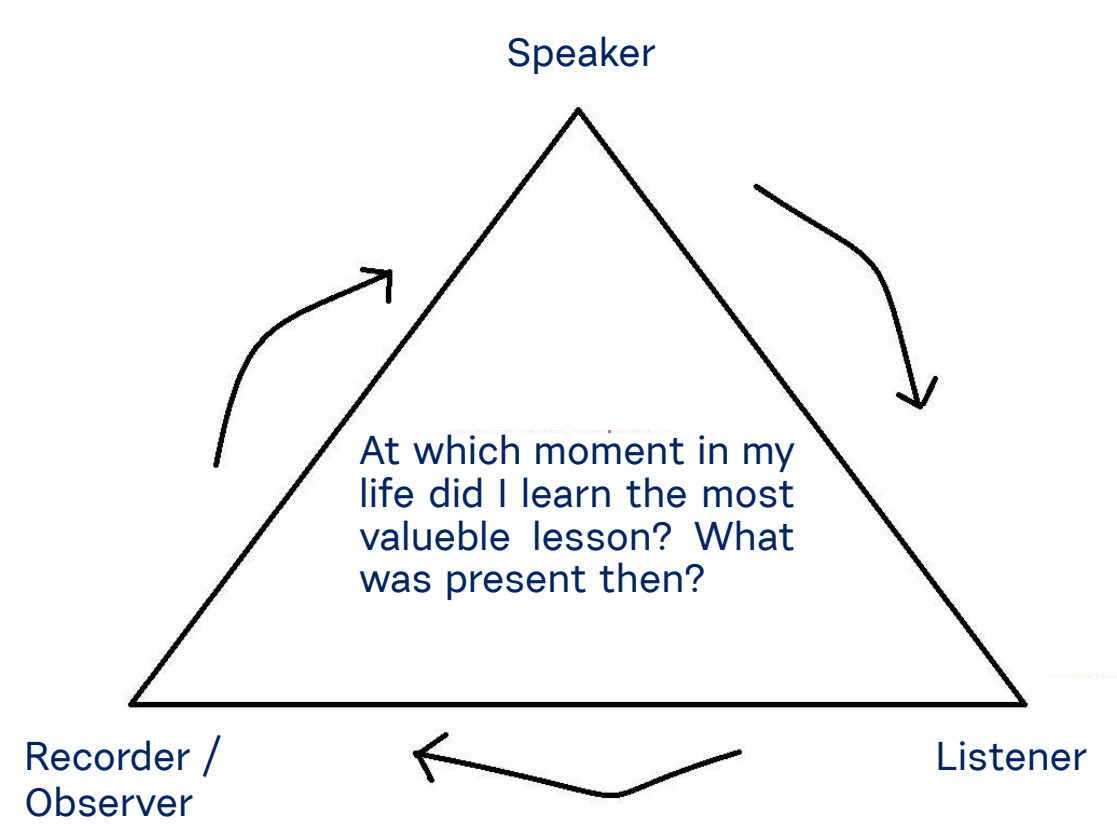 Speaker
At which moment in my
life did I learn the most
valueble lesson? What
was present then?
Recorder /
Observer
Listener